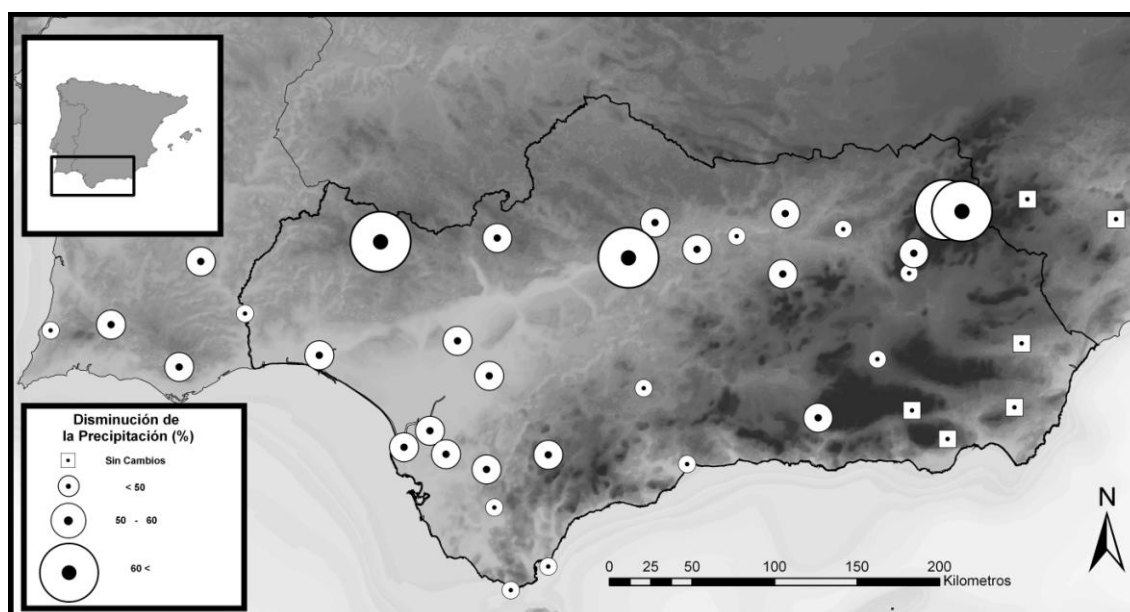 Disminución de
la Precipitación (%)
Sin Cambios
< 50
50 - 60
60 <
N
0 25 50 100 150 200
Kilometros